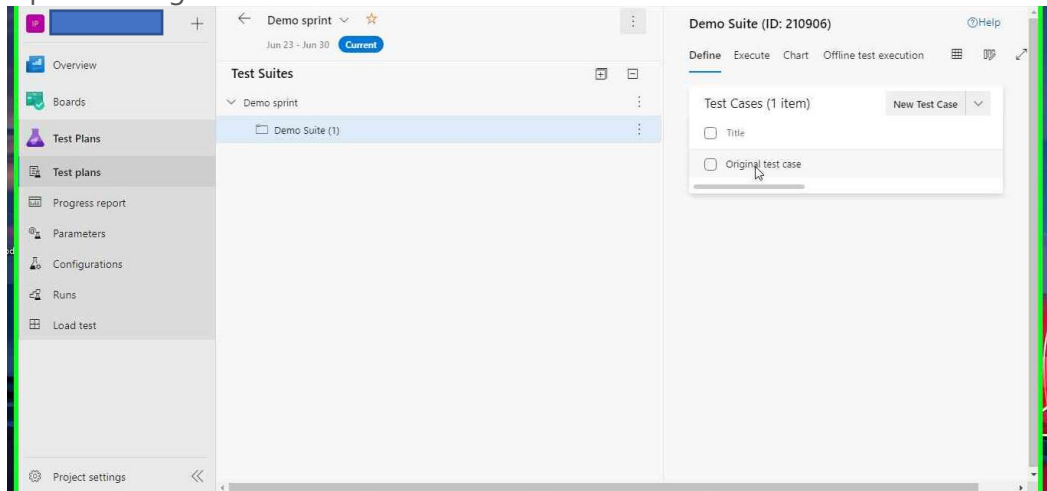 IP
Overview
Boards
Test Plans
Test plans
Progress report
Parameters
Configurations
Runs
Load test
Project settings
Demo sprint
Jun 23 - Jun 30 Current
Test Suites
Demo sprint
Demo Suite (1)
Demo Suite (ID: 210906)
Help
Define Execute Chart Offline test execution
Test Cases (1 item)
New Test Case
Title
Original test case